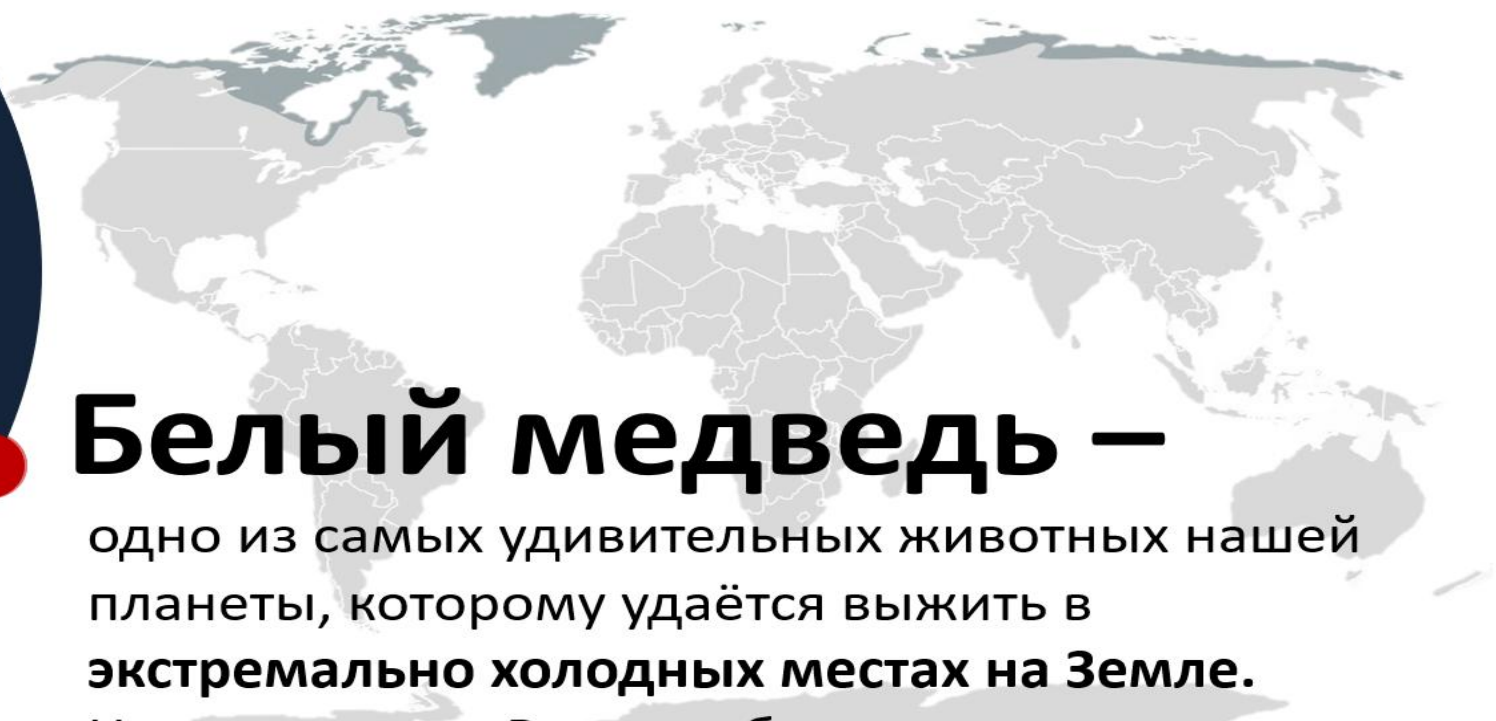 Белый медведь –
одно из самых удивительных животных нашей
планеты, которому удаётся выжить в
экстремально холодных местах на Земле.